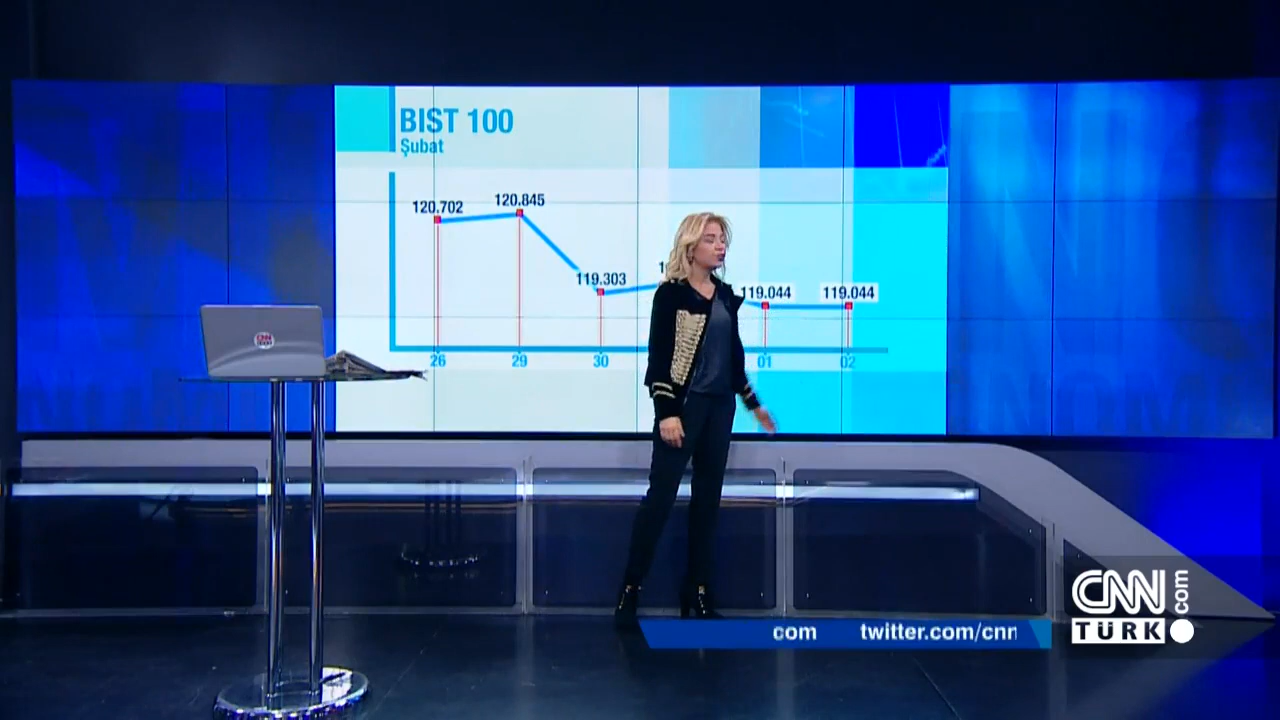 BIST 100
Şubat
120.702
120.845
119.303
119.044
119.044
26
29
30
01
02
CNN
com
twitter.com/cnn
CNN
TÜRK
.com